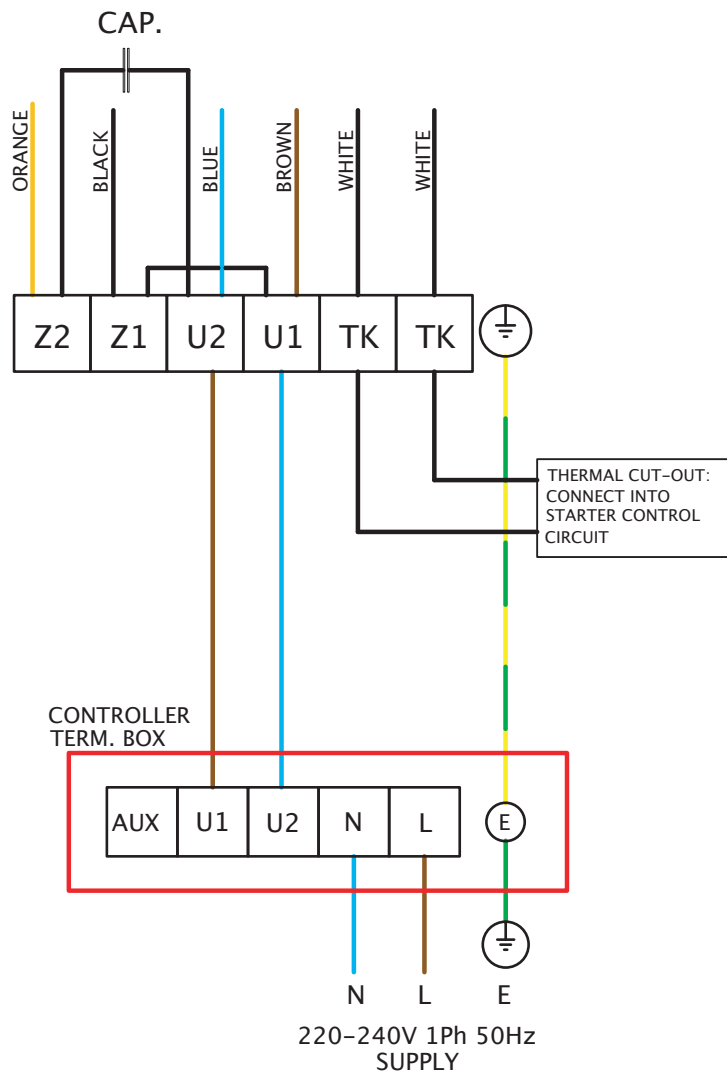 CAP.
ORANGE
BLACK
BLUE
BROWN
WHITE
WHITE
Z2 Z1 U2 U1 TK TK
THERMAL CUT-OUT:
CONNECT INTO
STARTER CONTROL
CIRCUIT
CONTROLLER
TERM. BOX
AUX U1 U2 N L E
N L E
220-240V 1Ph 50Hz
SUPPLY